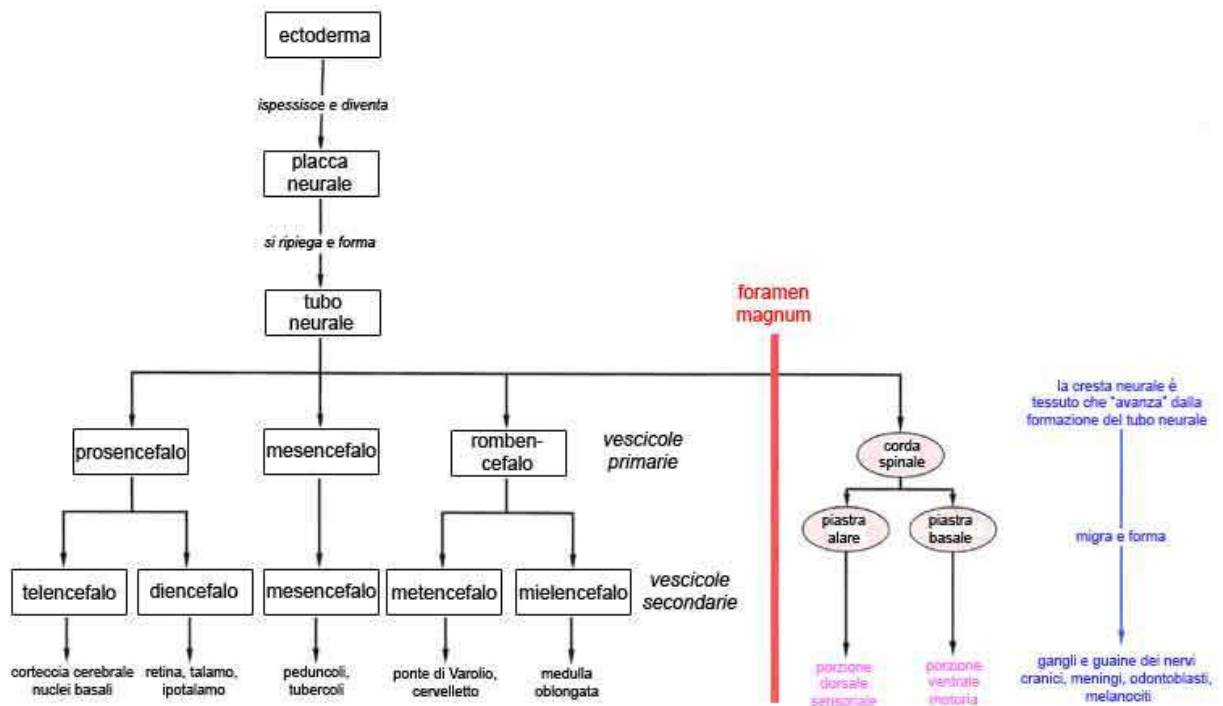 ectoderma
ispessisce e diventa
placca
neurale
si ripiega e forma
tubo
neurale
foramen
magnum
la cresta neurale è
tessuto che "avanza" dalla
formazione del tubo neurale
prosencefalo
mesencefalo
romben-
cefalo
vescicole
primarie
corda
spinale
piastra
alare
piastra
basale
migra e forma
telencefalo
diencefalo
mesencefalo
metencefalo
mielencefalo
vescicole
secondarie
corteccia cerebrale
nuclei basali
retina, talamo,
ipotalamo
peduncoli,
tubercoli
ponte di Varolio,
cervelletto
medulla
oblongata
porzione
dorsale
sensoriale
porzione
ventrale
motoria
gangli e guaine dei nervi
cranici, meningi, odontoblasti,
melanociti